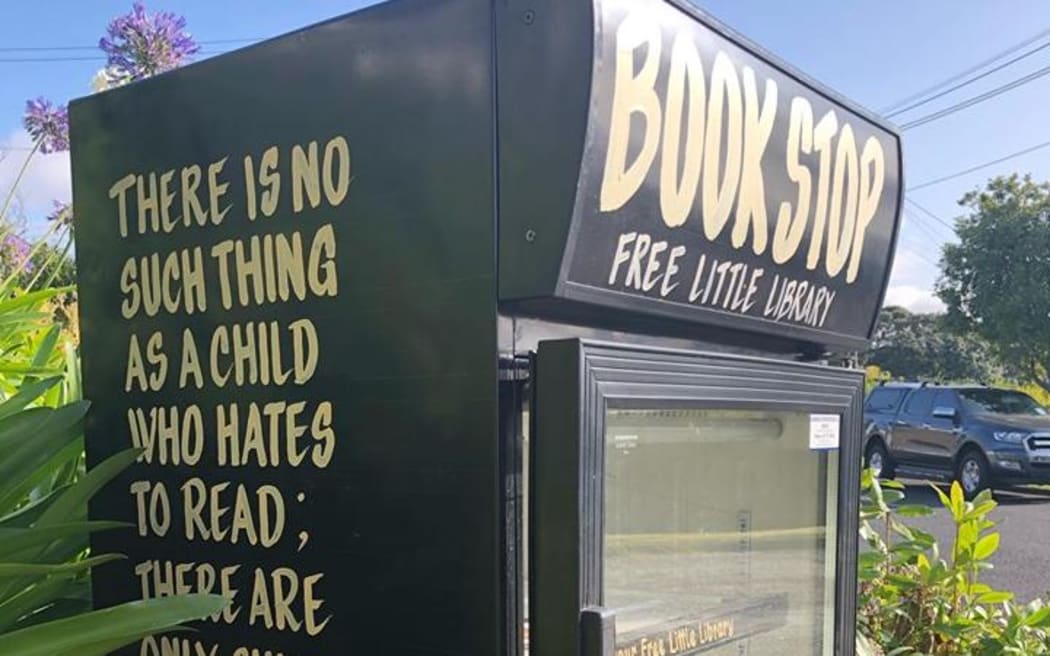 THERE IS NO
SUCH THING
AS A CHILD
WHO HATES
TO READ;
THERE ARE
ONLY
BOOK STOP
FREE LITTLE LIBRARY
Free Little Library